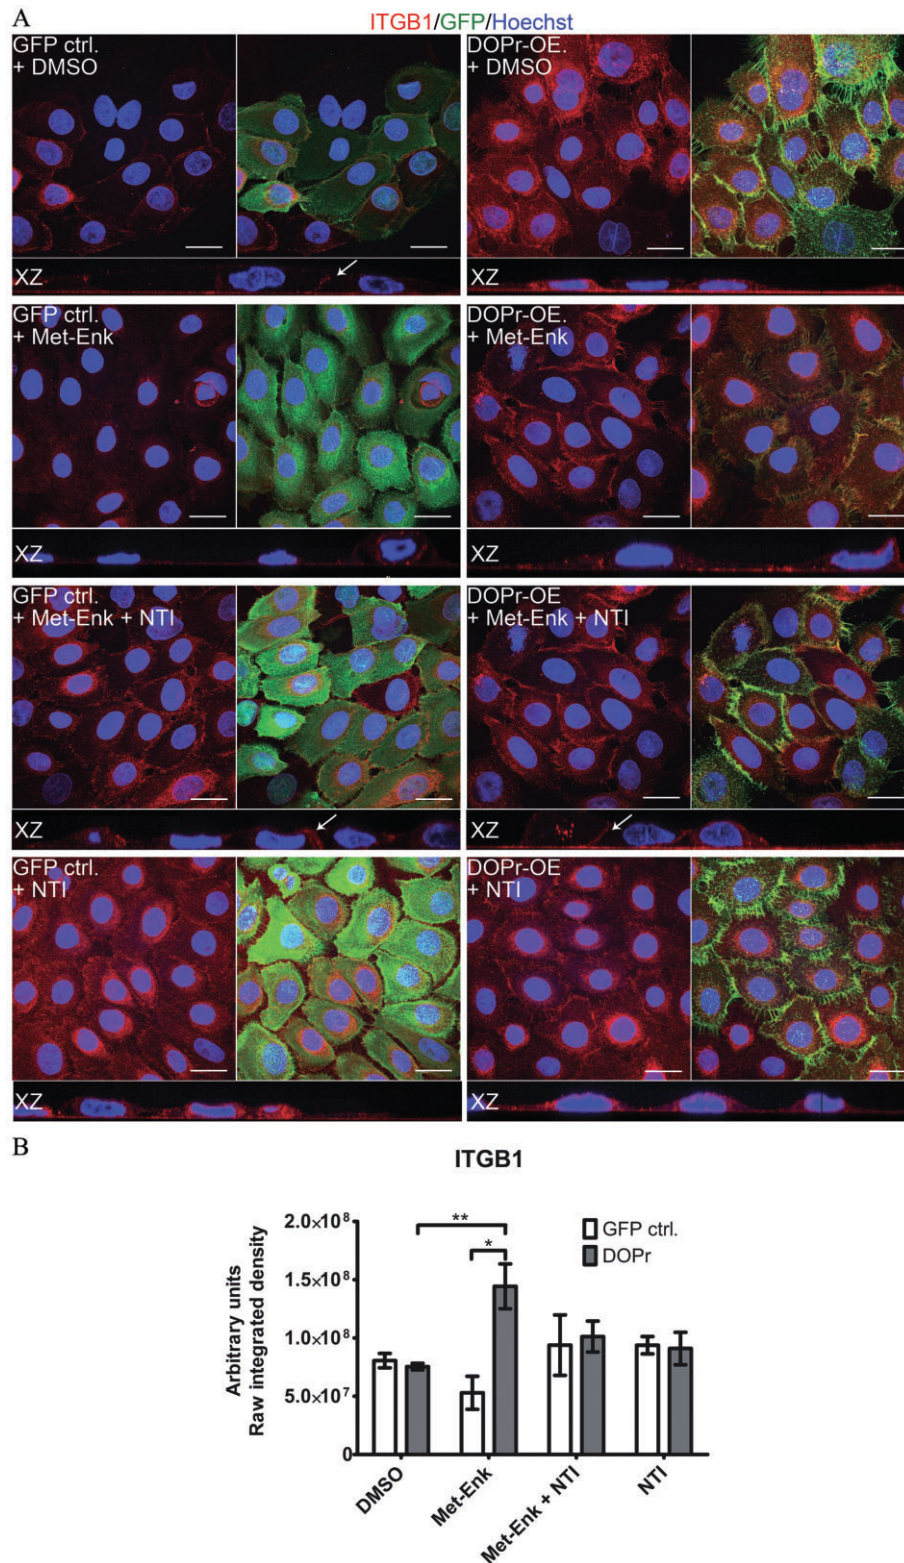 A
ITGB1/GFP/Hoechst
GFP ctrl.
+ DMSO
DOPr-OE.
+ DMSO
XZ
XZ
GFP ctrl.
+ Met-Enk
DOPr-OE.
+ Met-Enk
XZ
XZ
GFP ctrl.
+ Met-Enk + NTI
DOPr-OE
+ Met-Enk + NTI
XZ
XZ
GFP ctrl.
+ NTI
DOPr-OE
+ NTI
XZ
XZ
B
ITGB1
Arbitrary units
Raw integrated density
2.0×10⁸
1.5×10⁸
1.0×10⁸
5.0×10⁷
0
**
*
GFP ctrl.
DOPr
DMSO
Met-Enk
Met-Enk + NTI
NTI